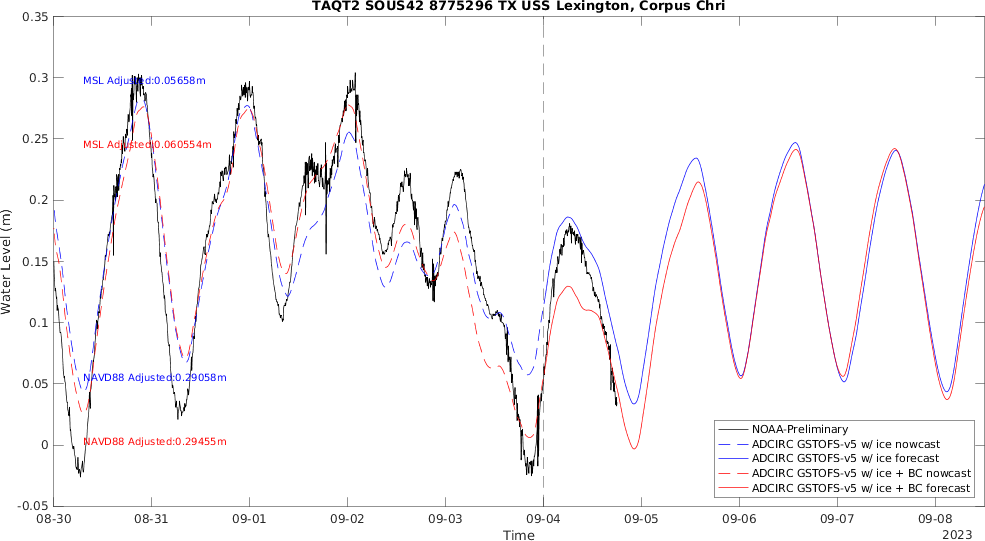 TAQT2 SOUS42 8775296 TX USS Lexington, Corpus Chri
0.35
0.3
0.25
0.2
0.15
0.1
0.05
0
-0.05
Water Level (m)
MSL Adjusted:0.05658m
MSL Adjusted:0.060554m
NAVD88 Adjusted:0.29058m
NAVD88 Adjusted:0.29455m
NOAA-Preliminary
ADCIRC GSTOFS-v5 w/ ice nowcast
ADCIRC GSTOFS-v5 w/ ice forecast
ADCIRC GSTOFS-v5 w/ ice + BC nowcast
ADCIRC GSTOFS-v5 w/ ice + BC forecast
08-30 08-31 09-01 09-02 09-03 09-04 09-05 09-06 09-07 09-08
Time
2023